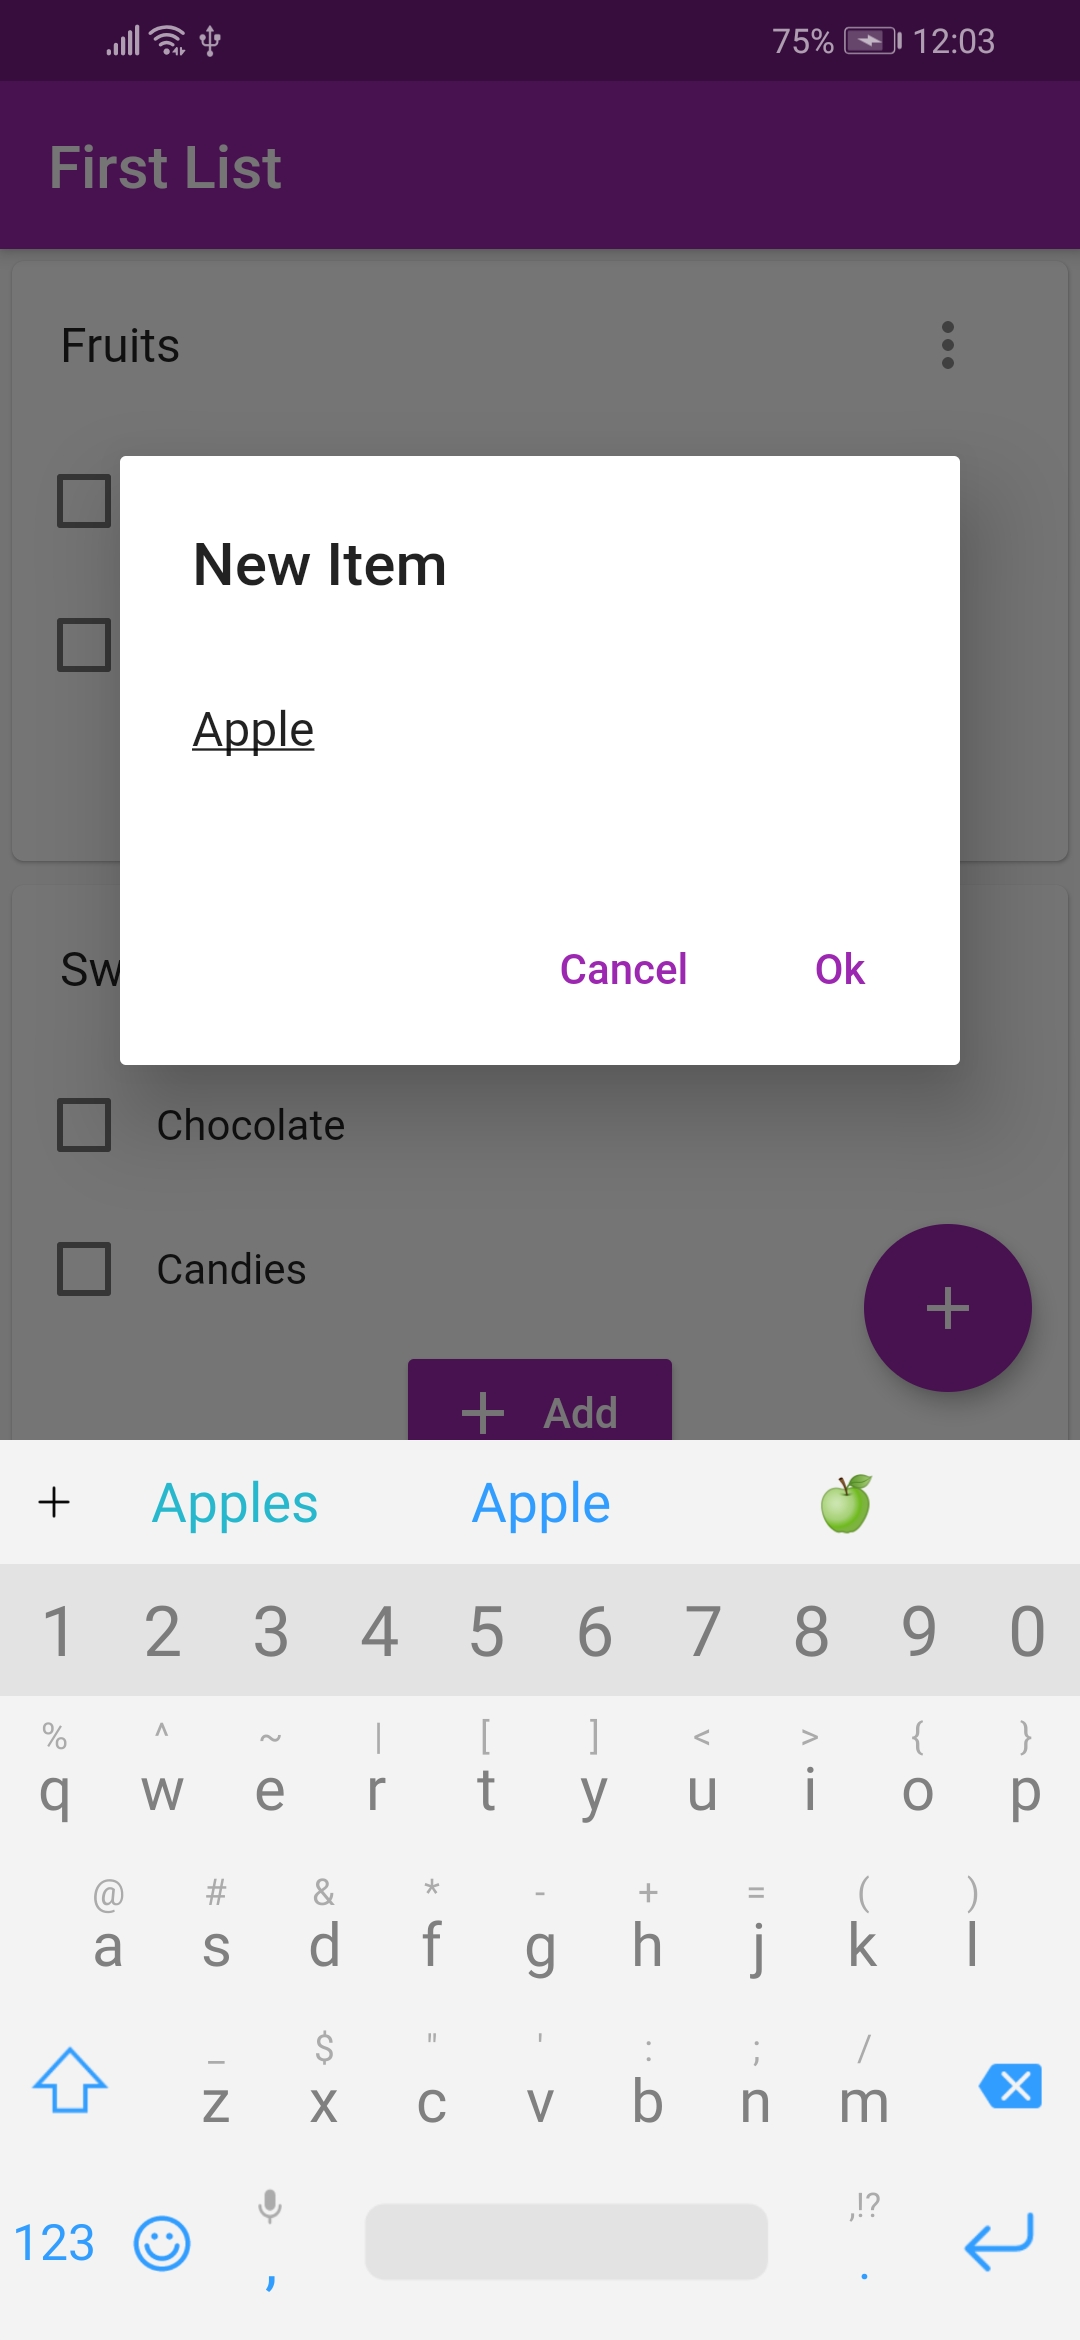 75% 12:03
First List
Fruits
New Item
Apple
Cancel Ok
Sw
Chocolate
Candies
+ Add
+ Apples Apple
1 2 3 4 5 6 7 8 9 0
% ^ ~ | [ ] < > { }
q w e r t y u i o p
@ # & * - + = ( )
a s d f g h j k l
_ $ " ' : ; /
z x c v b n m
,!?
123 , .